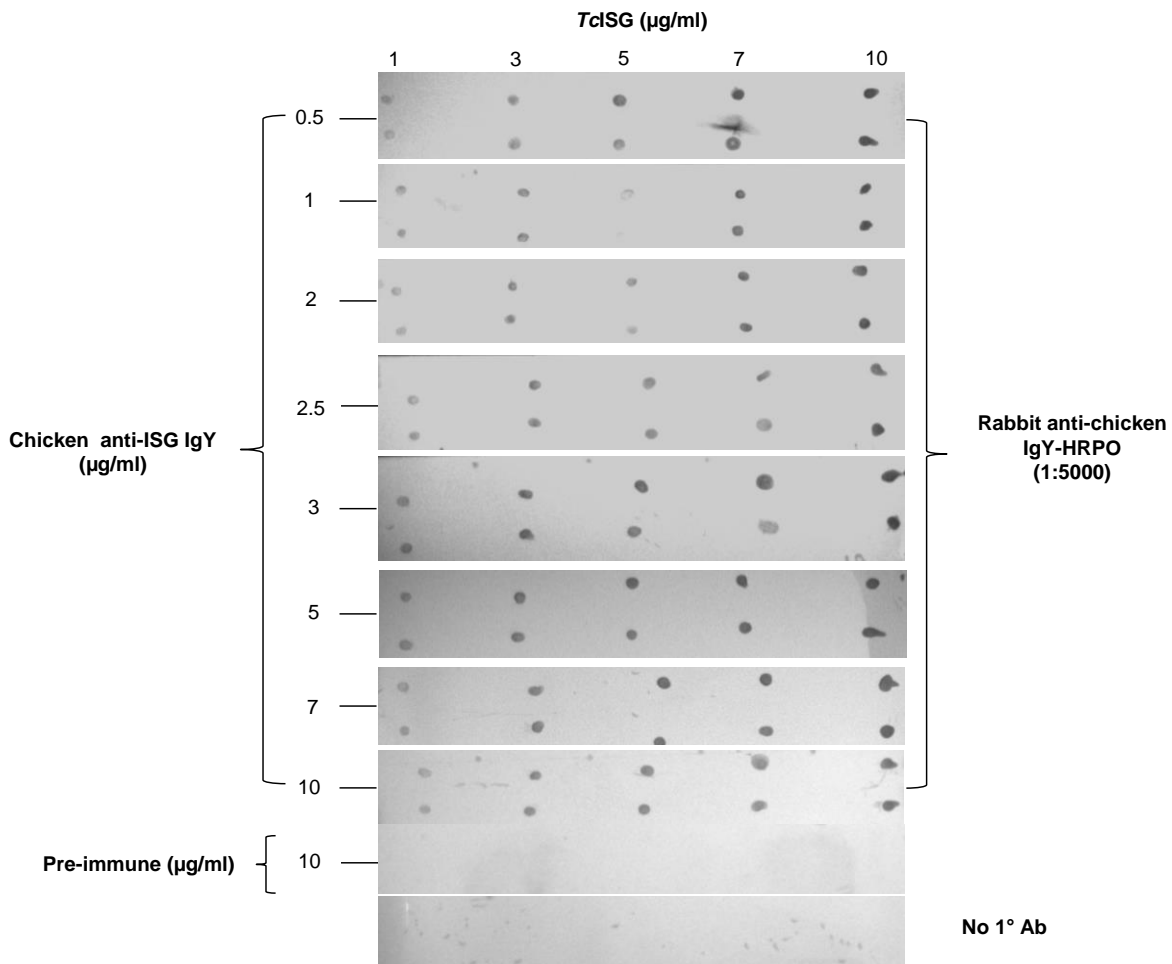 TcISG (µg/ml)
1 3 5 7 10
0.5
1
2
2.5
Chicken anti-ISG IgY
(µg/ml)
Rabbit anti-chicken
IgY-HRPO
(1:5000)
3
5
7
10
Pre-immune (µg/ml)
10
No 1° Ab